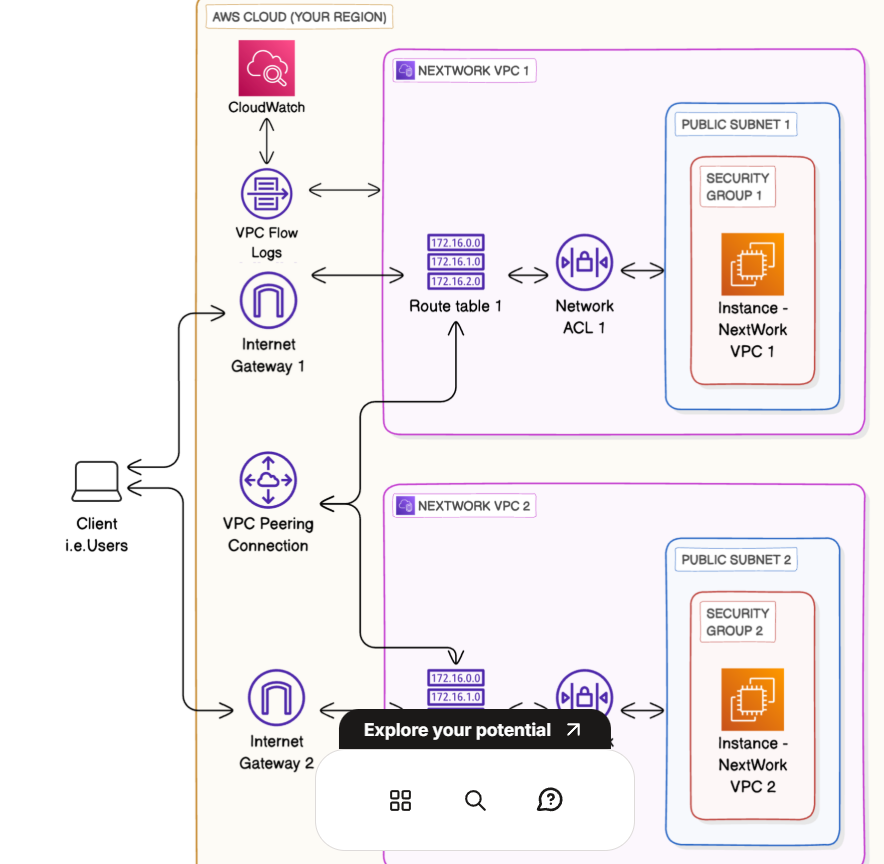 AWS CLOUD (YOUR REGION)
CloudWatch
NEXTWORK VPC 1
PUBLIC SUBNET 1
SECURITY
GROUP 1
VPC Flow
Logs
172.16.0.0
172.16.1.0
172.16.2.0
Route table 1
Network
ACL 1
Instance -
NextWork
VPC 1
Internet
Gateway 1
Client
i.e.Users
VPC Peering
Connection
NEXTWORK VPC 2
PUBLIC SUBNET 2
SECURITY
GROUP 2
172.16.0.0
172.16.1.0
Instance -
NextWork
VPC 2
Internet
Gateway 2
Explore your potential